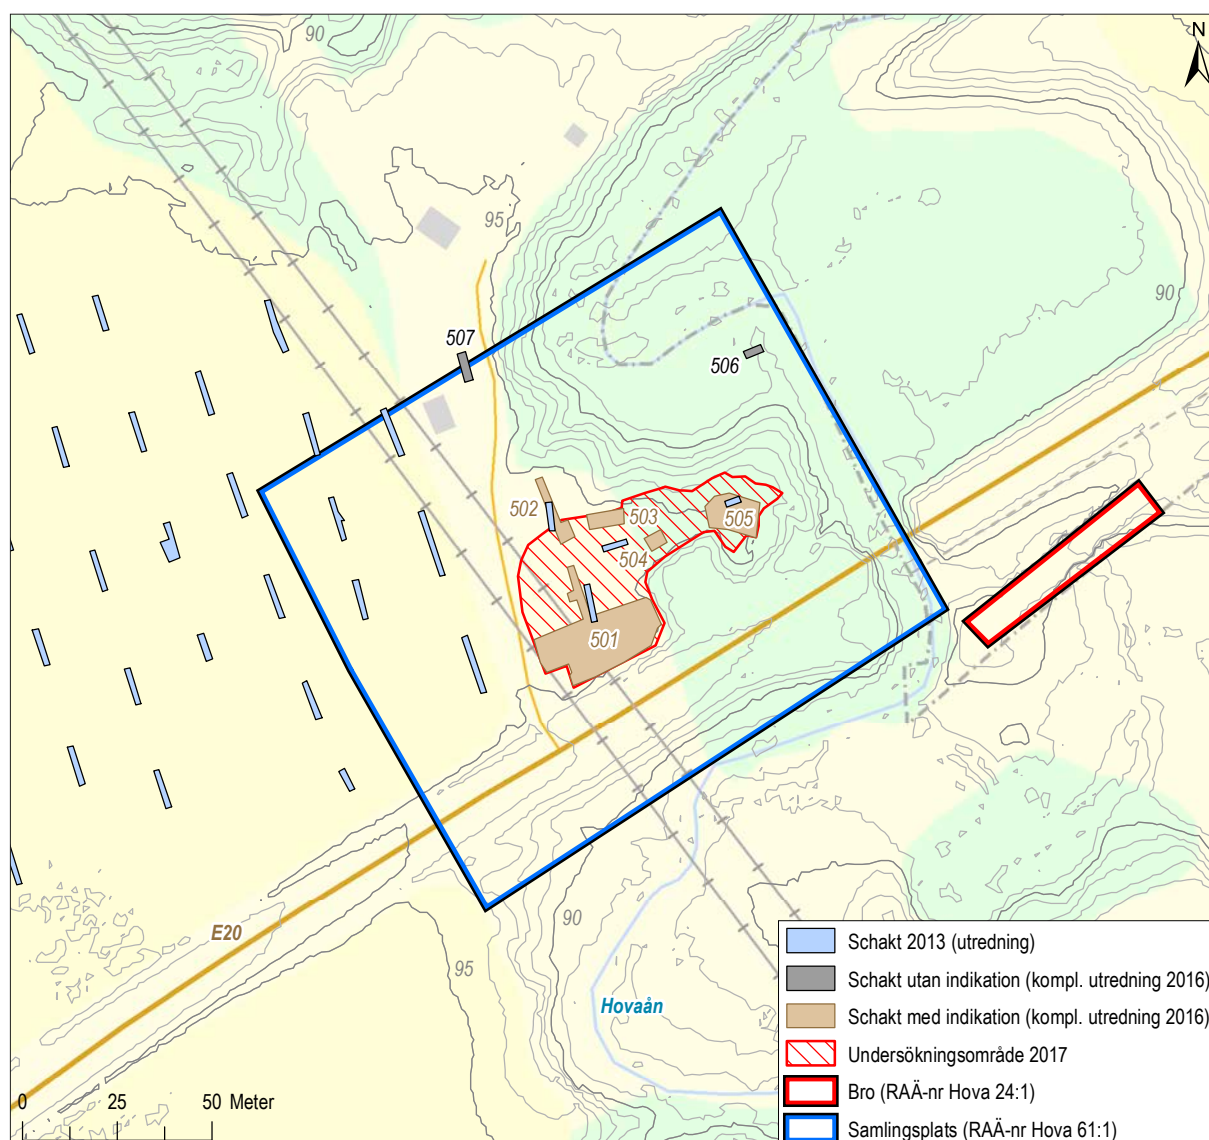 90
N
95
90
507
506
502
503
505
504
501
E20
95
90
Hovaån
0 25 50 Meter
Schakt 2013 (utredning)
Schakt utan indikation (kompl. utredning 2016)
Schakt med indikation (kompl. utredning 2016)
Undersökningsområde 2017
Bro (RAÄ-nr Hova 24:1)
Samlingsplats (RAÄ-nr Hova 61:1)